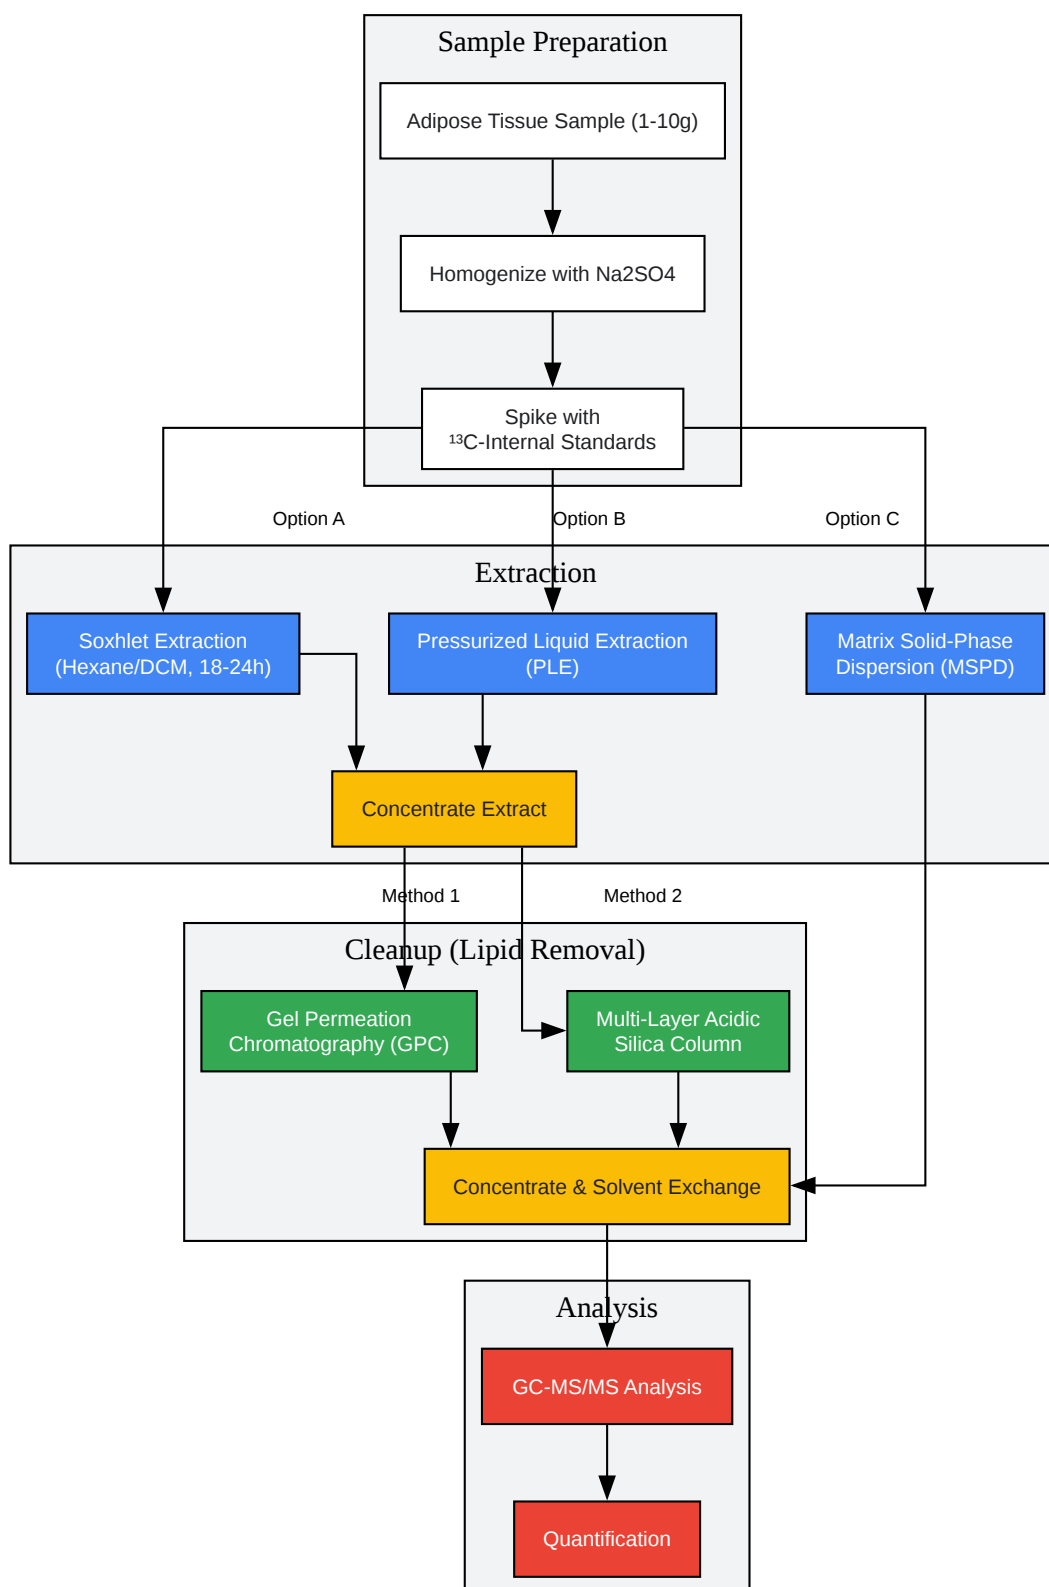 Sample Preparation
Adipose Tissue Sample (1-10g)
Homogenize with Na2SO4
Spike with
¹³C-Internal Standards
Option A
Option B
Option C
Extraction
Soxhlet Extraction
(Hexane/DCM, 18-24h)
Pressurized Liquid Extraction
(PLE)
Matrix Solid-Phase
Dispersion (MSPD)
Concentrate Extract
Method 1
Method 2
Cleanup (Lipid Removal)
Gel Permeation
Chromatography (GPC)
Multi-Layer Acidic
Silica Column
Concentrate & Solvent Exchange
Analysis
GC-MS/MS Analysis
Quantification